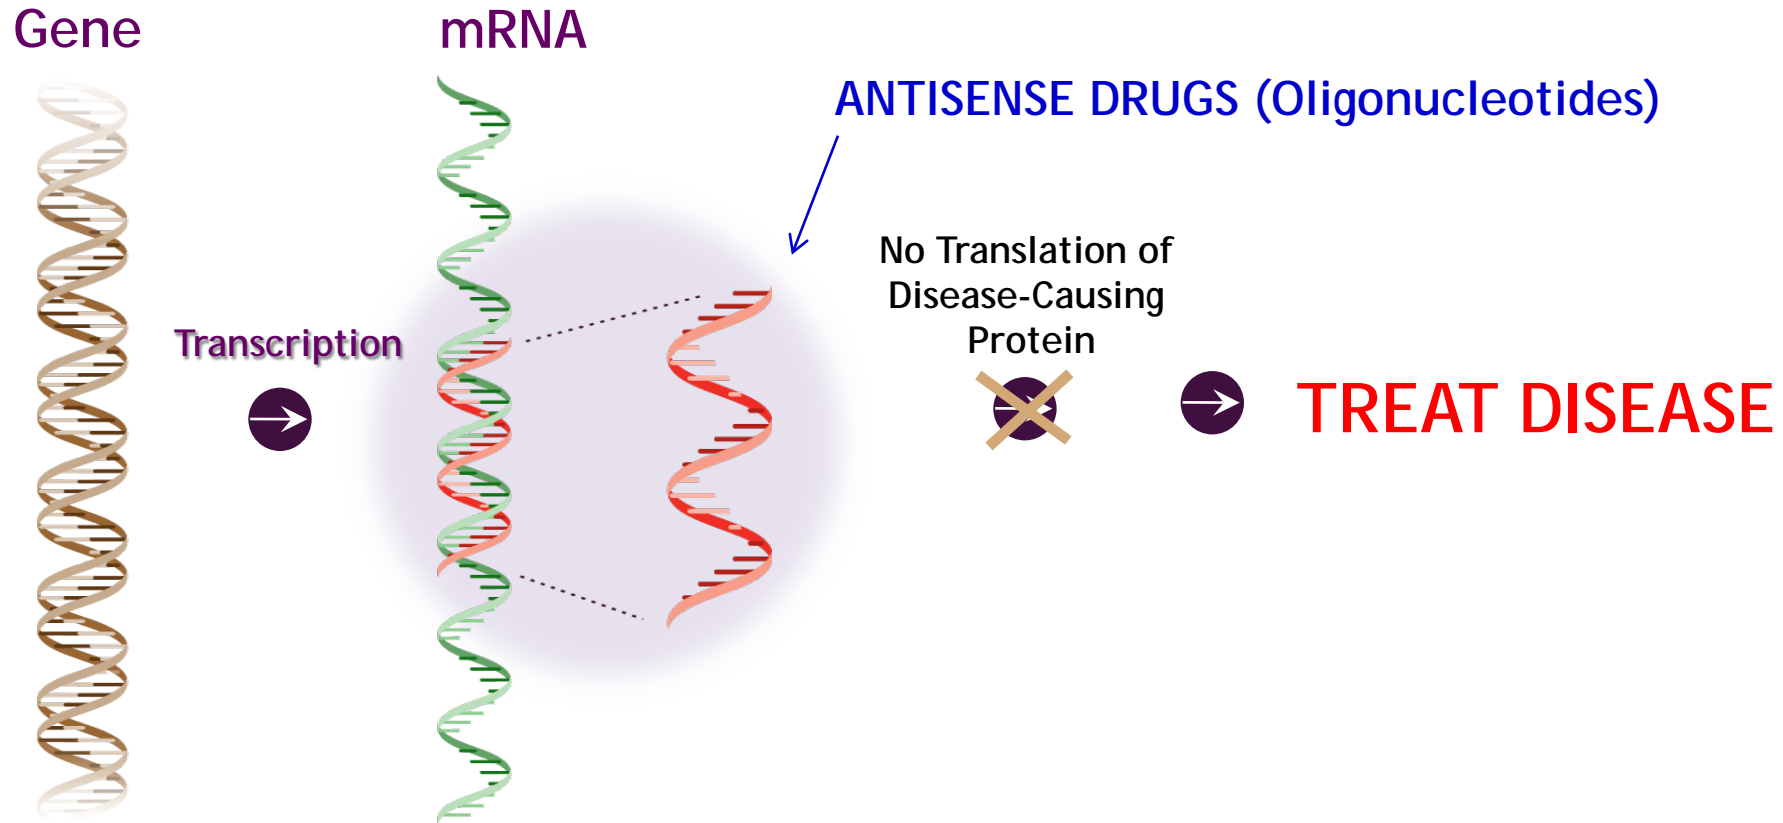 Gene
mRNA
ANTISENSE DRUGS (Oligonucleotides)
Transcription
No Translation of
Disease-Causing
Protein
TREAT DISEASE